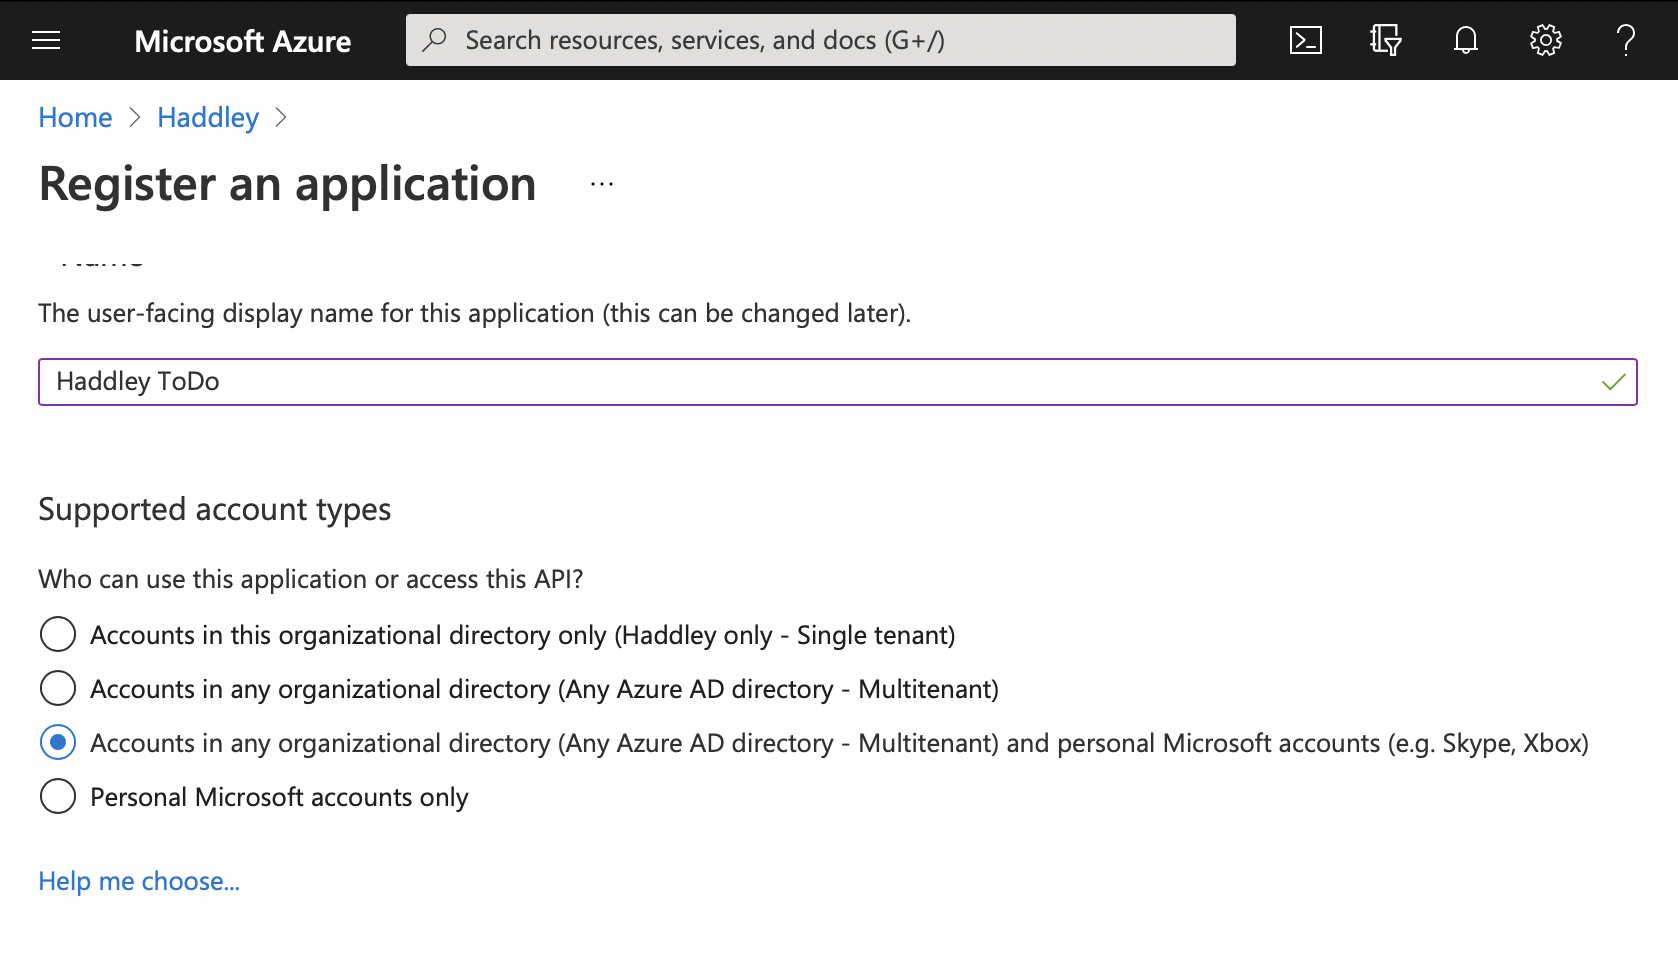 Microsoft Azure
Search resources, services, and docs (G+/)
Home > Haddley >
Register an application ...
The user-facing display name for this application (this can be changed later).
Haddley ToDo
Supported account types
Who can use this application or access this API?
Accounts in this organizational directory only (Haddley only - Single tenant)
Accounts in any organizational directory (Any Azure AD directory - Multitenant)
Accounts in any organizational directory (Any Azure AD directory - Multitenant) and personal Microsoft accounts (e.g. Skype, Xbox)
Personal Microsoft accounts only
Help me choose...